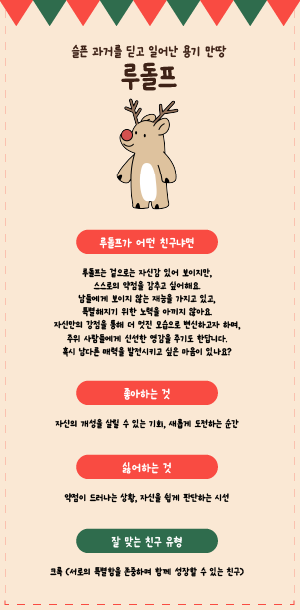 슬픈 과거를 딛고 일어난 용기 만땅
루돌프
루돌프가 어떤 친구냐면
루돌프는 겉으로는 자신감 있어 보이지만,
스스로의 약점을 감추고 싶어해요.
남들에게 보이지 않는 재능을 가지고 있고,
특별해지기 위한 노력을 아끼지 않아요.
자신만의 강점을 통해 더 멋진 모습으로 변신하고자 하며,
주위 사람들에게 신선한 영감을 주기도 한답니다.
혹시 남다른 매력을 발전시키고 싶은 마음이 있나요?
좋아하는 것
자신의 개성을 살릴 수 있는 기회, 새롭게 도전하는 순간
싫어하는 것
약점이 드러나는 상황, 자신을 쉽게 판단하는 시선
잘 맞는 친구 유형
크록 (서로의 특별함을 존중하며 함께 성장할 수 있는 친구)